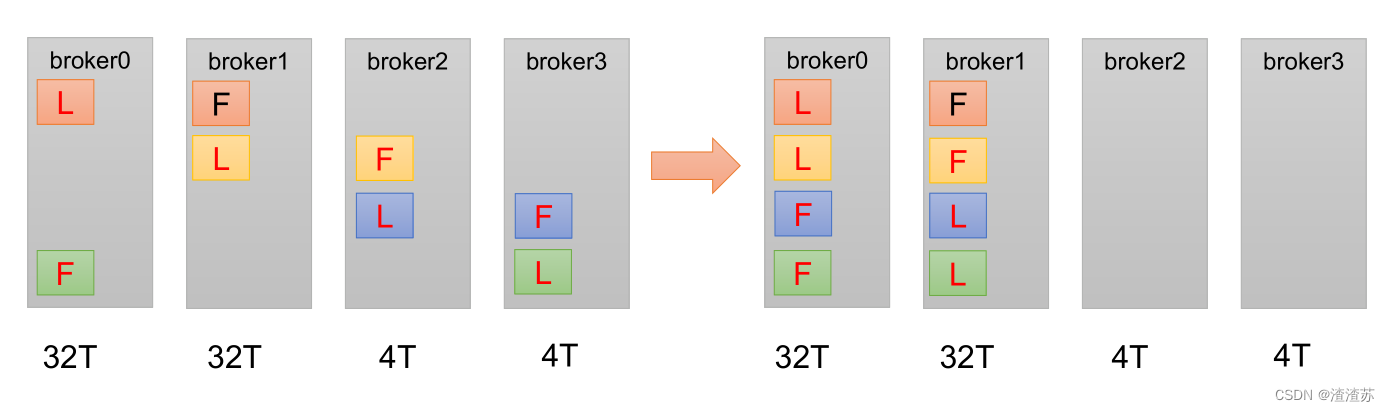 broker0 broker1 broker2 broker3 broker0 broker1 broker2 broker3
L F L F
L F L F
L F F L
F L F L
32T 32T 4T 4T 32T 32T 4T 4T
CSDN @渣渣苏